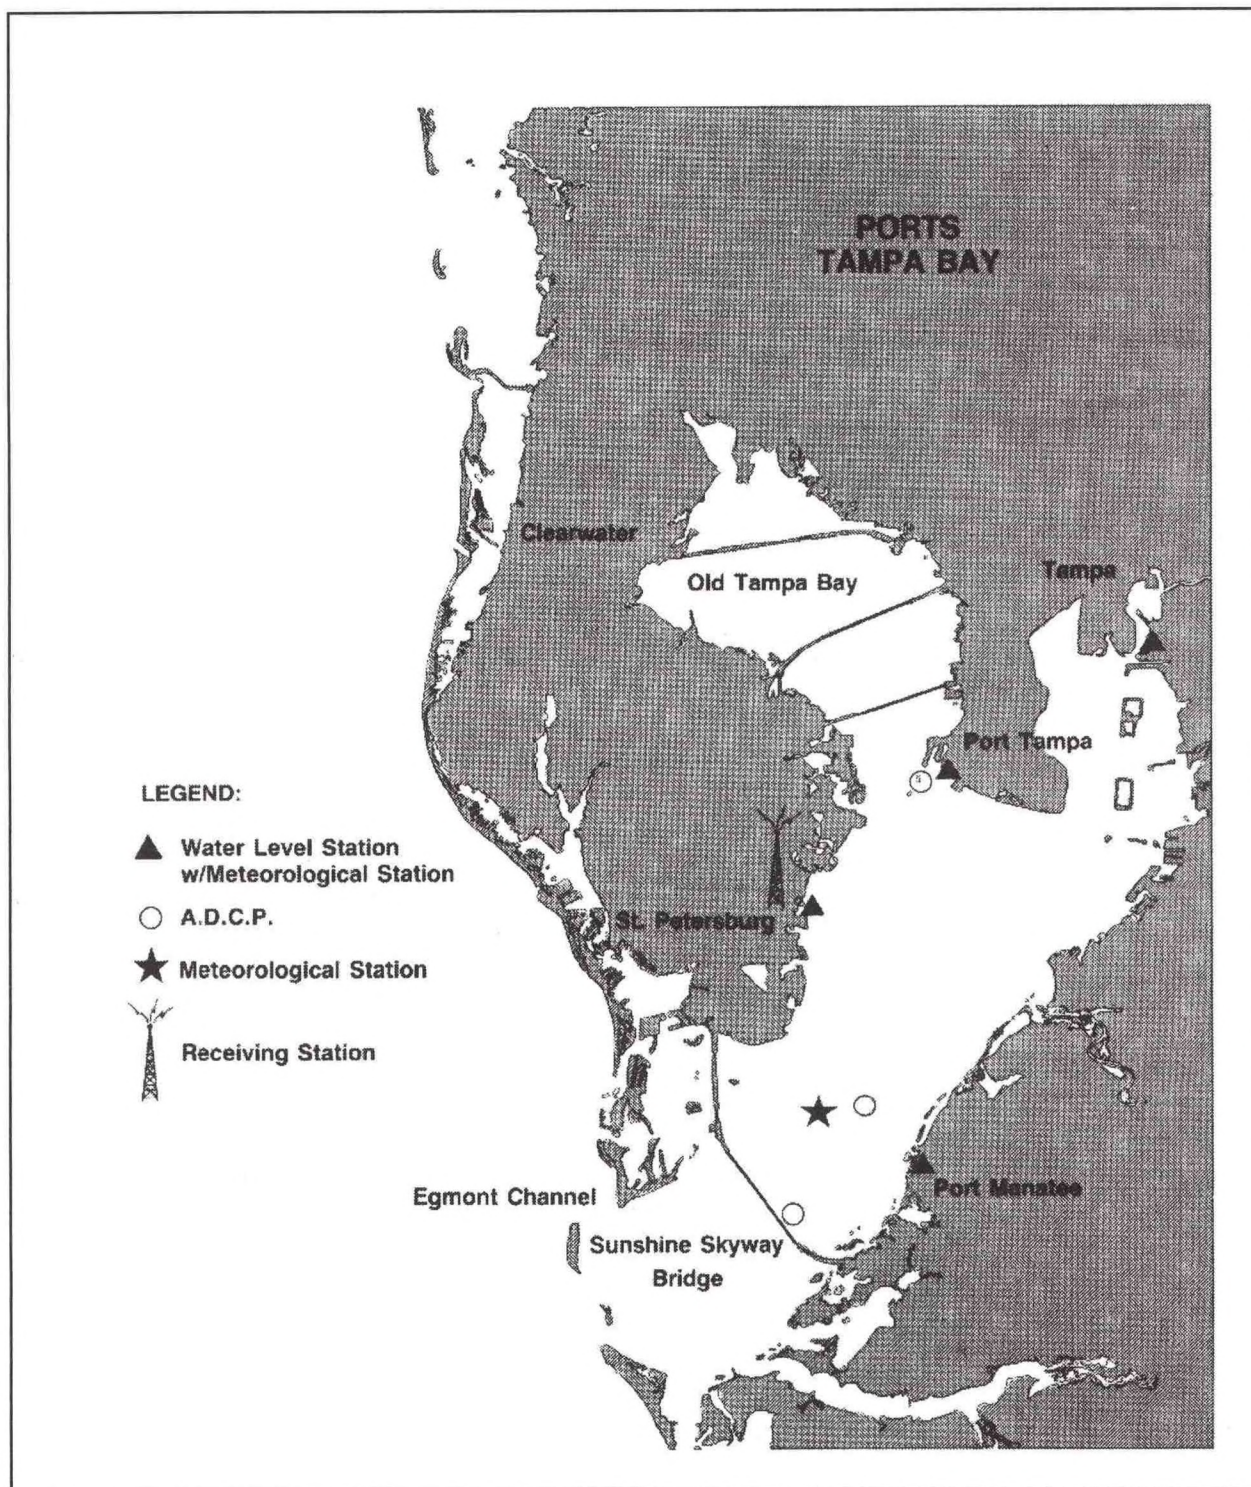 PORTS
TAMPA BAY
Clearwater
Old Tampa Bay
Tampa
Port Tampa
LEGEND:
Water Level Station
w/Meteorological Station
A.D.C.P.
Meteorological Station
Receiving Station
St. Petersburg
Egmont Channel
Port Manatee
Sunshine Skyway
Bridge